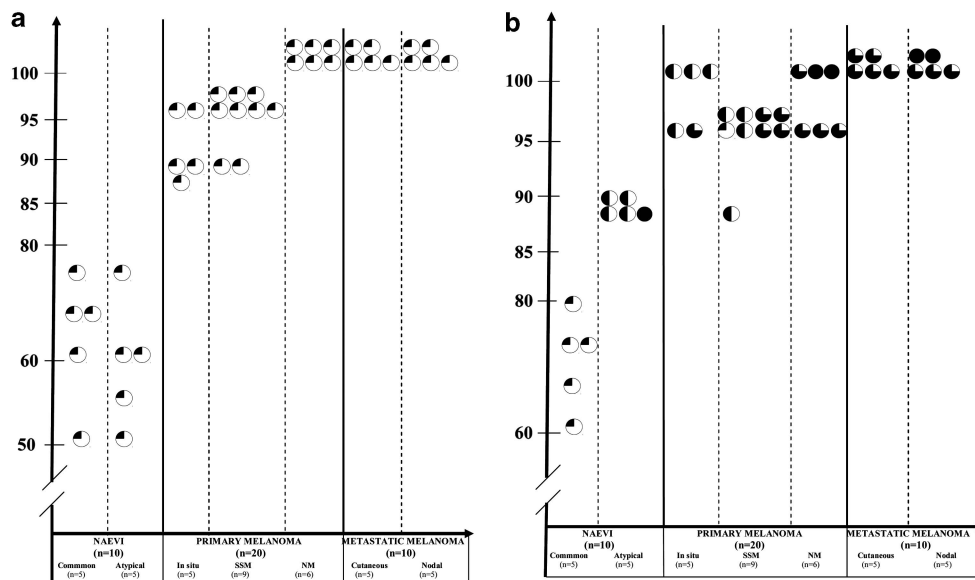 a
100
95
90
85
80
60
50
NAEVI
(n=10)
PRIMARY MELANOMA
(n=20)
METASTATIC MELANOMA
(n=10)
Commmon
(n=5)
Atypical
(n=5)
In situ
(n=5)
SSM
(n=9)
NM
(n=6)
Cutaneous
(n=5)
Nodal
(n=5)
b
100
95
90
85
80
60
NAEVI
(n=10)
PRIMARY MELANOMA
(n=20)
METASTATIC MELANOMA
(n=10)
Commmon
(n=5)
Atypical
(n=5)
In situ
(n=5)
SSM
(n=9)
NM
(n=6)
Cutaneous
(n=5)
Nodal
(n=5)